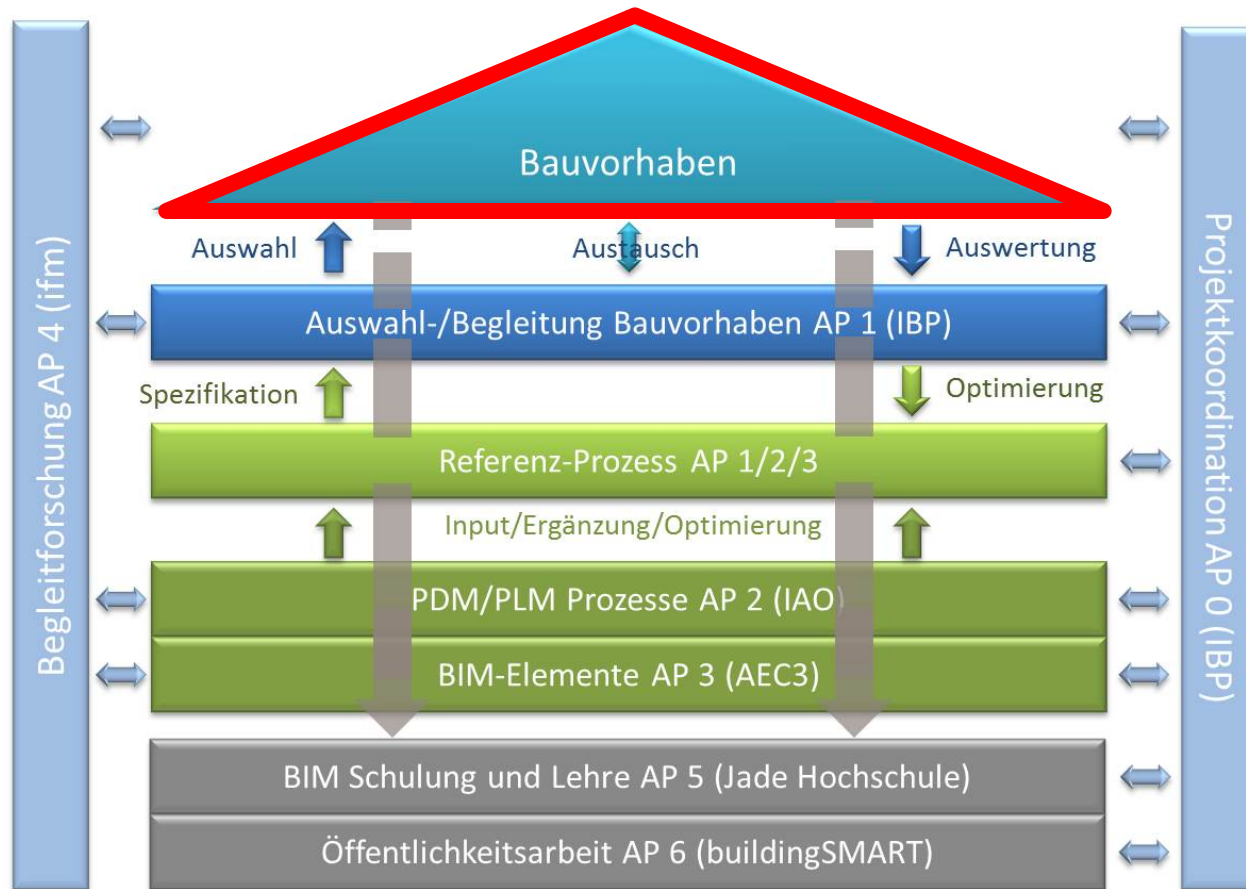 Bauvorhaben
Auswahl
Austausch
Auswertung
Auswahl-/Begleitung Bauvorhaben AP 1 (IBP)
Spezifikation
Optimierung
Referenz-Prozess AP 1/2/3
Input/Ergänzung/Optimierung
PDM/PLM Prozesse AP 2 (IAO)
BIM-Elemente AP 3 (AEC3)
BIM Schulung und Lehre AP 5 (Jade Hochschule)
Öffentlichkeitsarbeit AP 6 (buildingSMART)
Begleitforschung AP 4 (ifm)
Projektkoordination AP 0 (IBP)